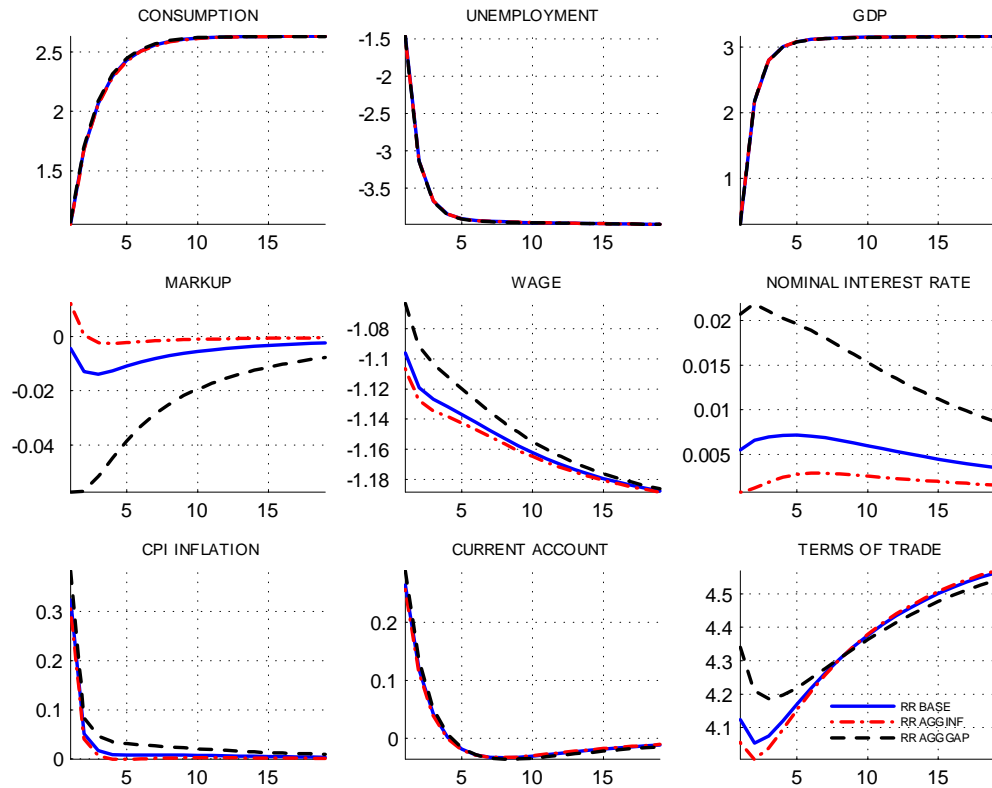 CONSUMPTION UNEMPLOYMENT GDP
2.5 -1.5 3
2 -2 2
1.5 -2.5 1
-3
-3.5
5 10 15 5 10 15 5 10 15
MARKUP WAGE NOMINAL INTEREST RATE
0 -1.08 0.02
-0.02 -1.1 0.015
-0.04 -1.12 0.01
-1.14 0.005
-1.16
-1.18
5 10 15 5 10 15 5 10 15
CPI INFLATION CURRENT ACCOUNT TERMS OF TRADE
0.3 0.2 4.5
0.2 0.1 4.4
0.1 0 4.3
0 4.2
4.1
RR BASE
RR AGG INF.
RR AGG GAP
5 10 15 5 10 15 5 10 15